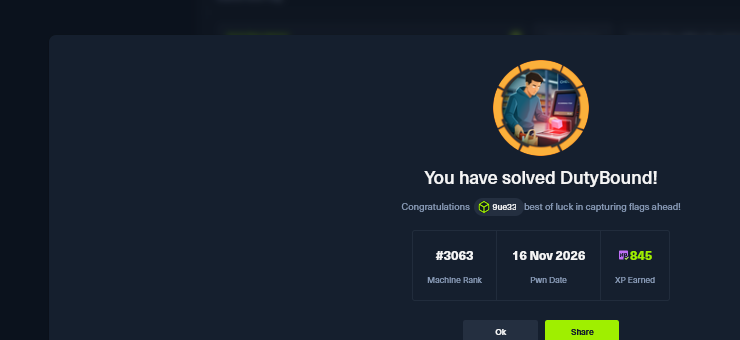 You have solved DutyBound!
Congratulations 9ue33 best of luck in capturing flags ahead!
#3063 16 Nov 2026 845
Machine Rank Pwn Date XP Earned
Ok Share